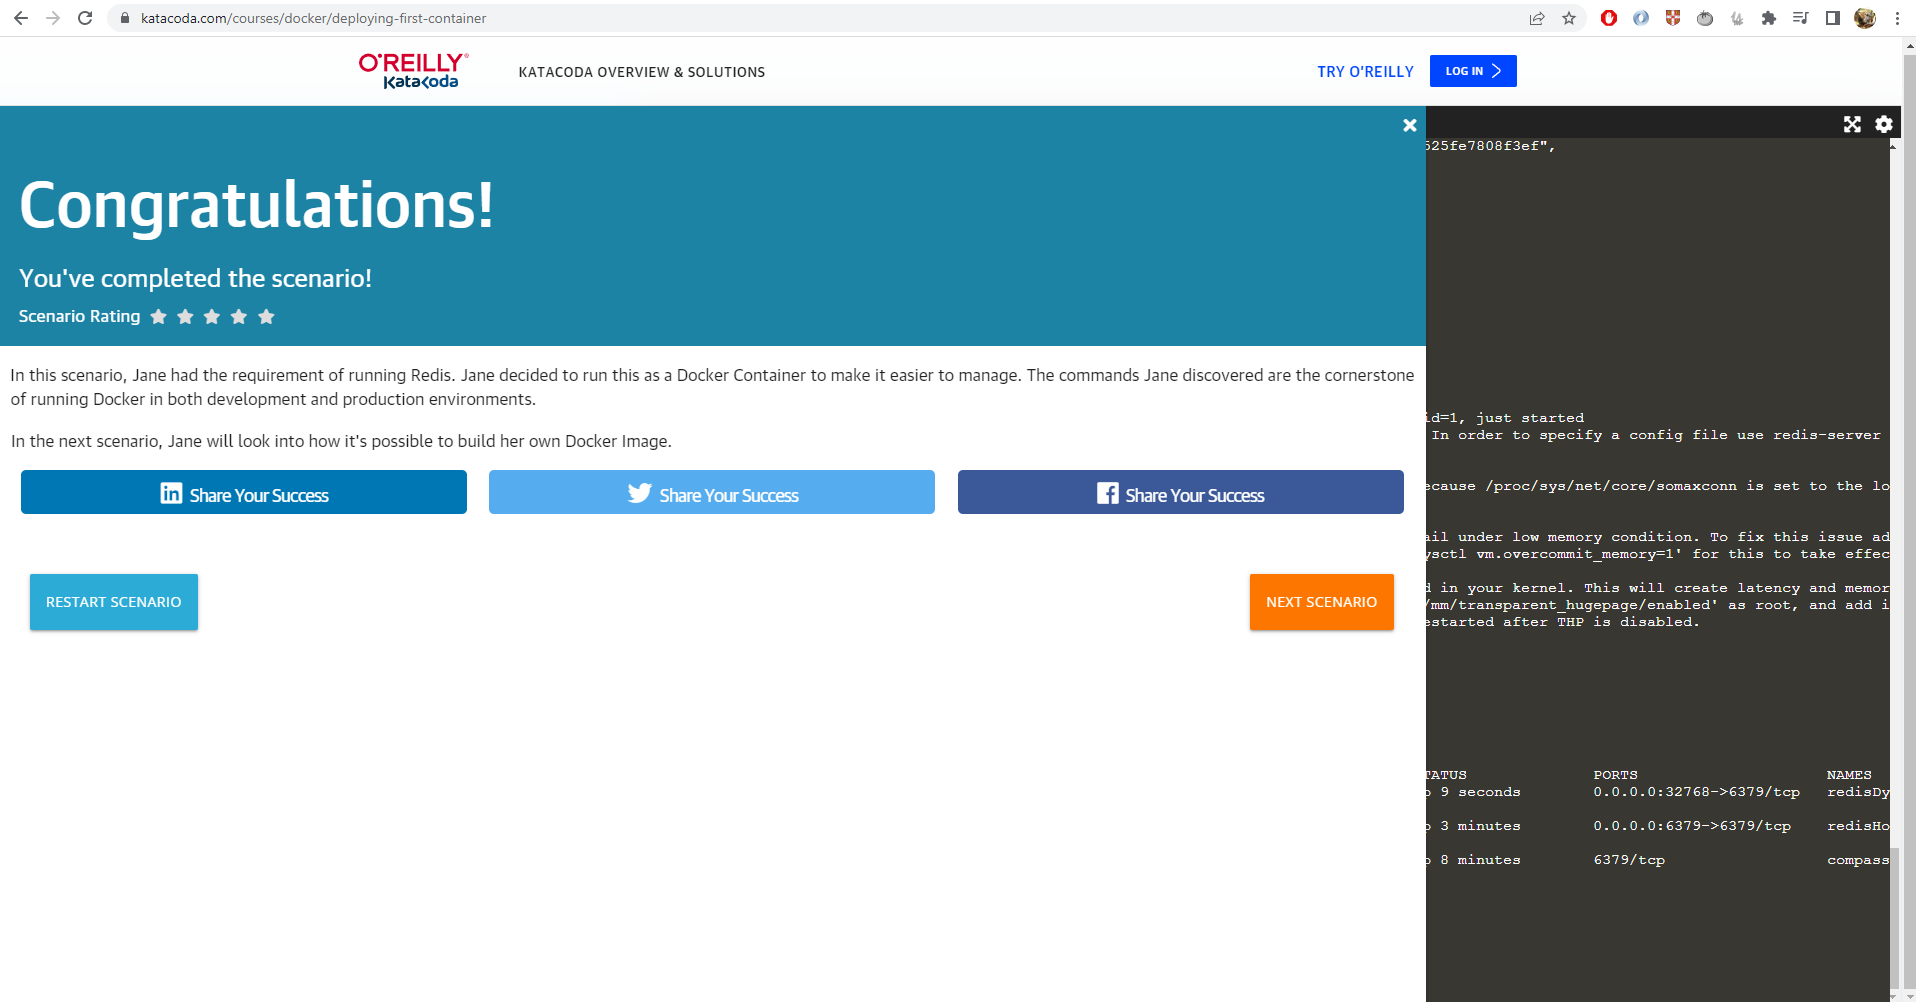 katacoda.com/courses/docker/deploying-first-container
O'REILLY®
Katacoda
KATACODA OVERVIEW & SOLUTIONS
TRY O'REILLY
LOG IN
Congratulations!
You've completed the scenario!
Scenario Rating
In this scenario, Jane had the requirement of running Redis. Jane decided to run this as a Docker Container to make it easier to manage. The commands Jane discovered are the cornerstone
of running Docker in both development and production environments.
In the next scenario, Jane will look into how it's possible to build her own Docker Image.
in Share Your Success
Share Your Success
Share Your Success
RESTART SCENARIO
NEXT SCENARIO
525fe7808f3ef",
id=1, just started
In order to specify a config file use redis-server
ecause /proc/sys/net/core/somaxconn is set to the lo
ail under low memory condition. To fix this issue ad
ysctl vm.overcommit_memory=1' for this to take effec
d in your kernel. This will create latency and memor
/mm/transparent_hugepage/enabled' as root, and add i
estarted after THP is disabled.
TATUS PORTS NAMES
p 9 seconds 0.0.0.0:32768->6379/tcp redisDy
p 3 minutes 0.0.0.0:6379->6379/tcp redisHo
p 8 minutes 6379/tcp compass